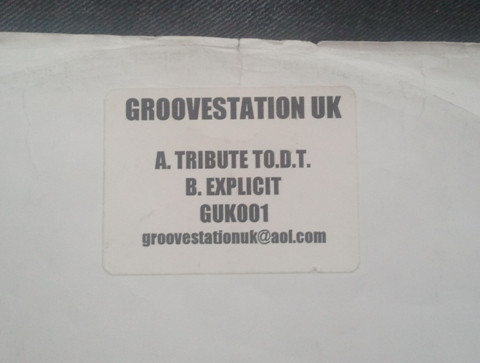 GROOVESTATION UK
A. TRIBUTE TO.D.T.
B. EXPLICIT
GUK001
groovestationuk@aol.com